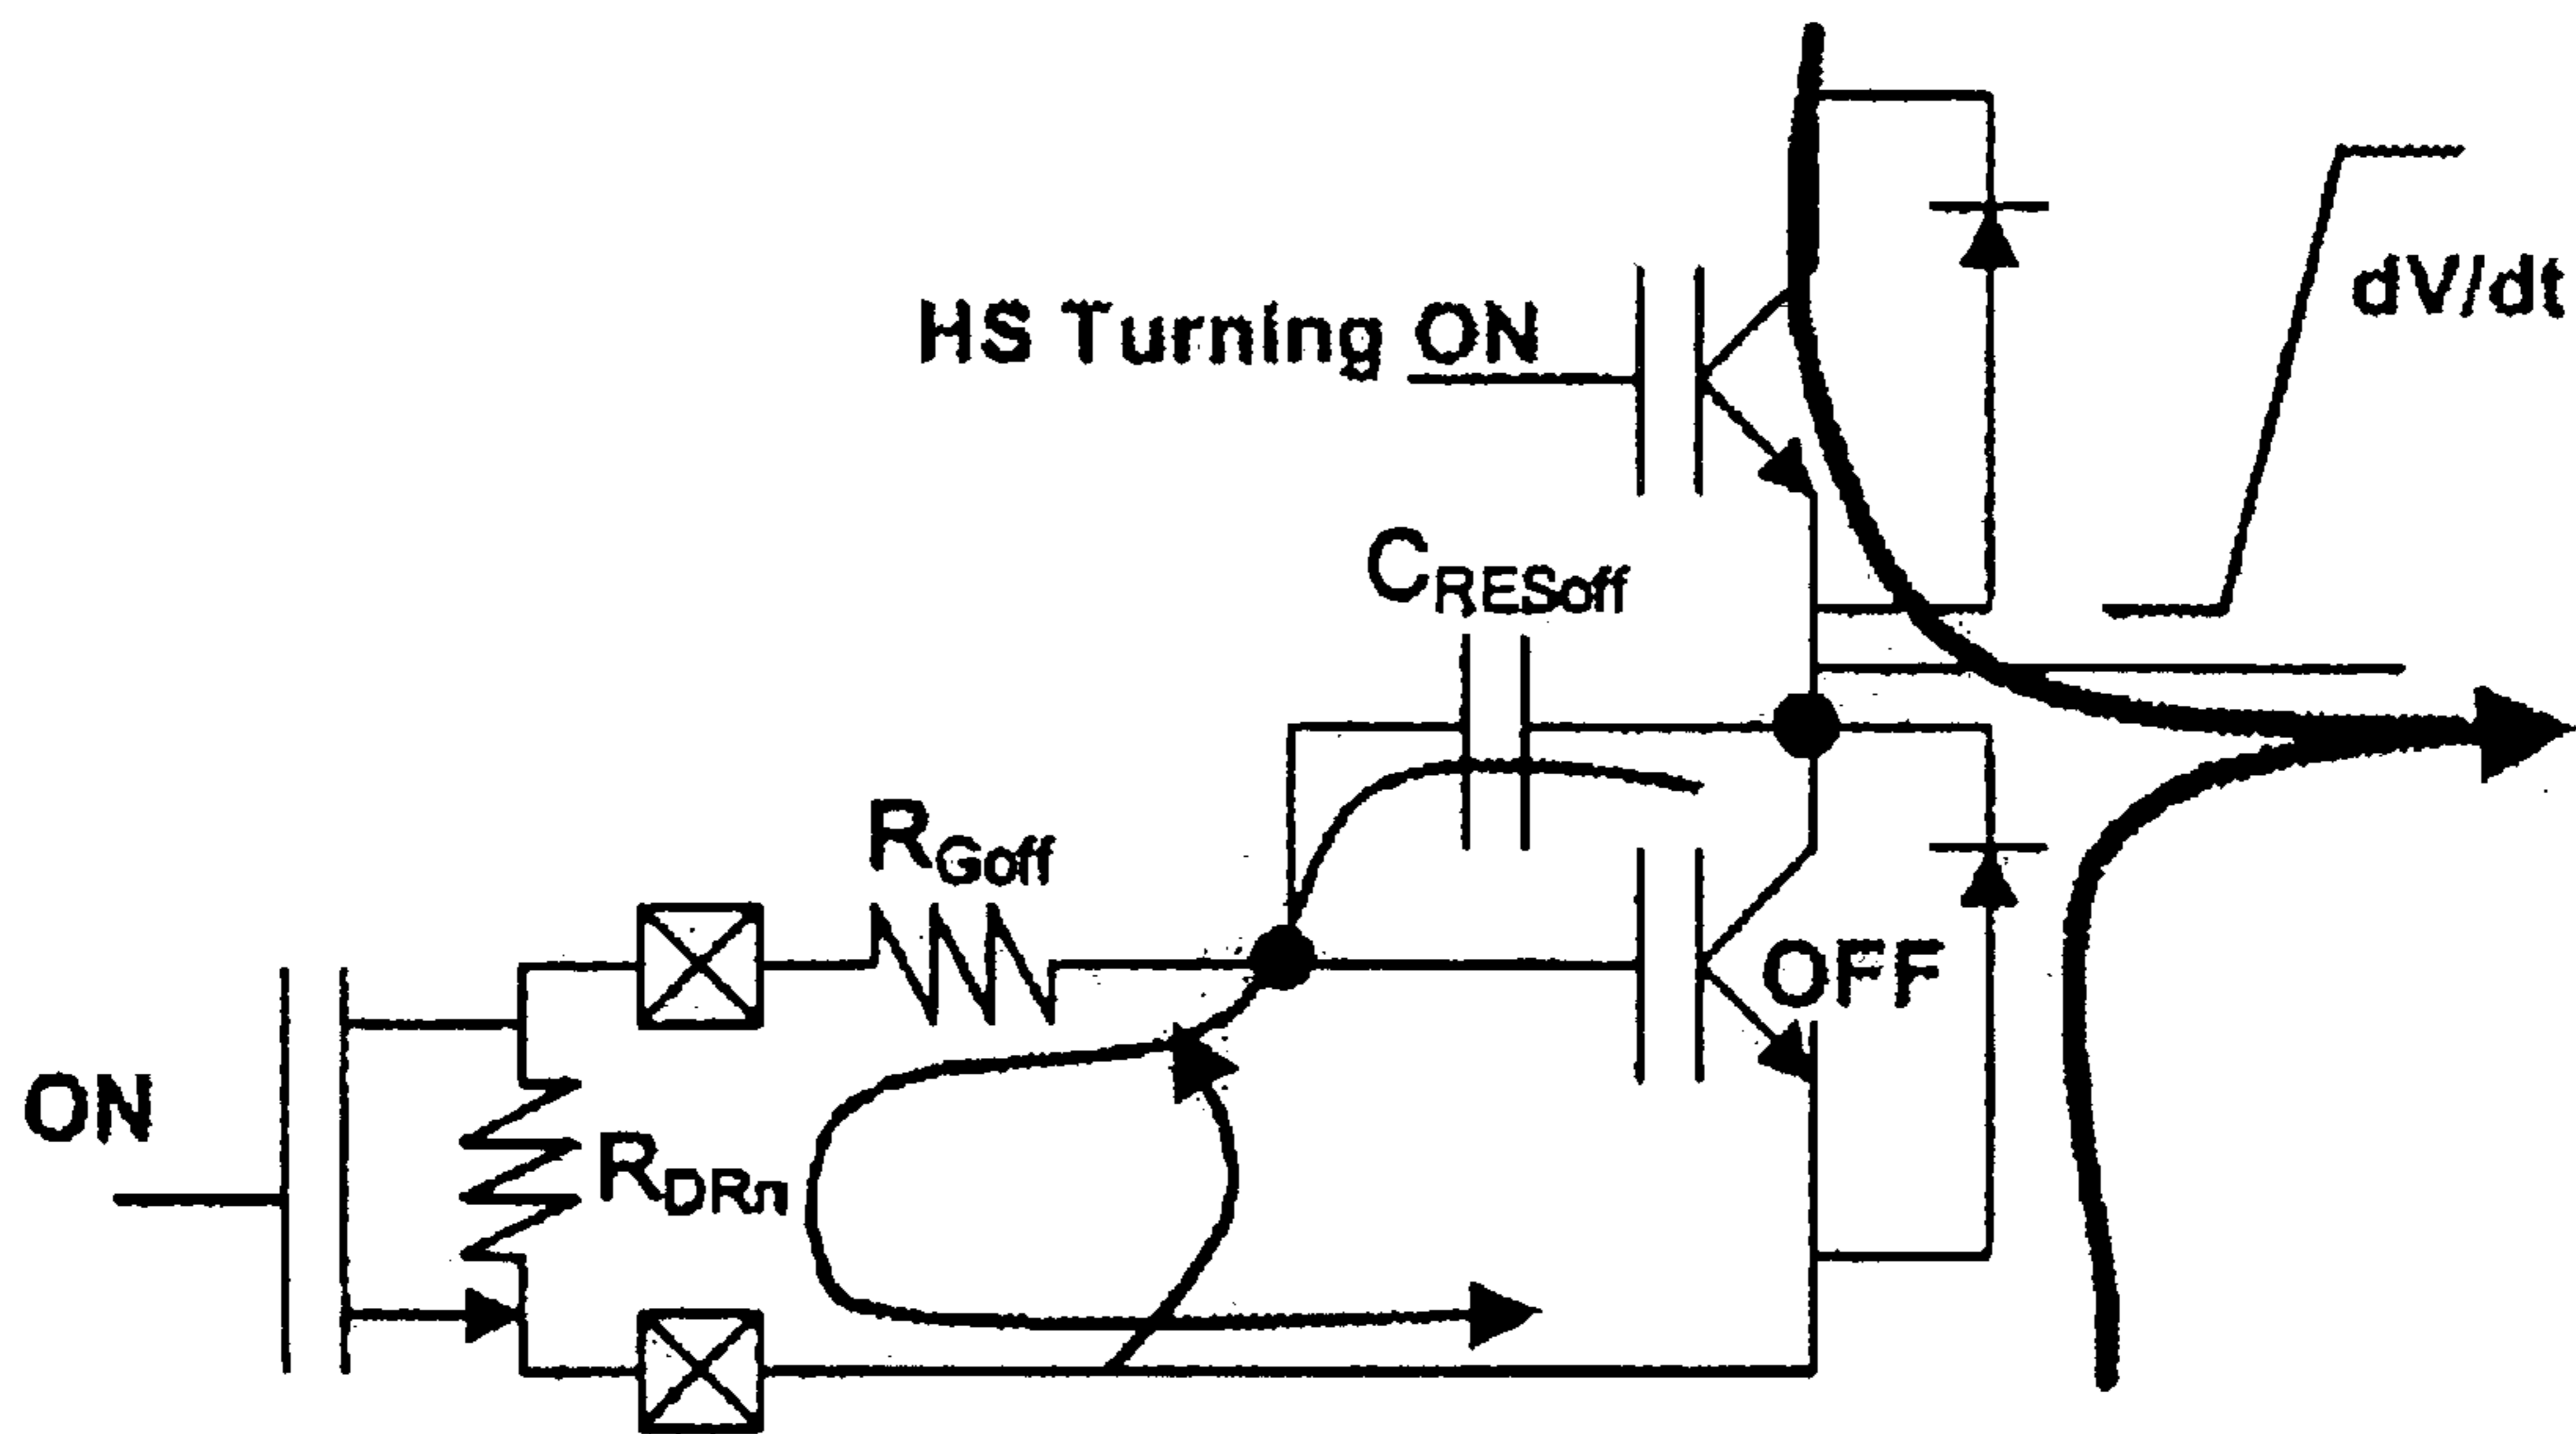 dV/dt
HS Turning ON
CRESoff
RGoff
OFF
ON
RDRn